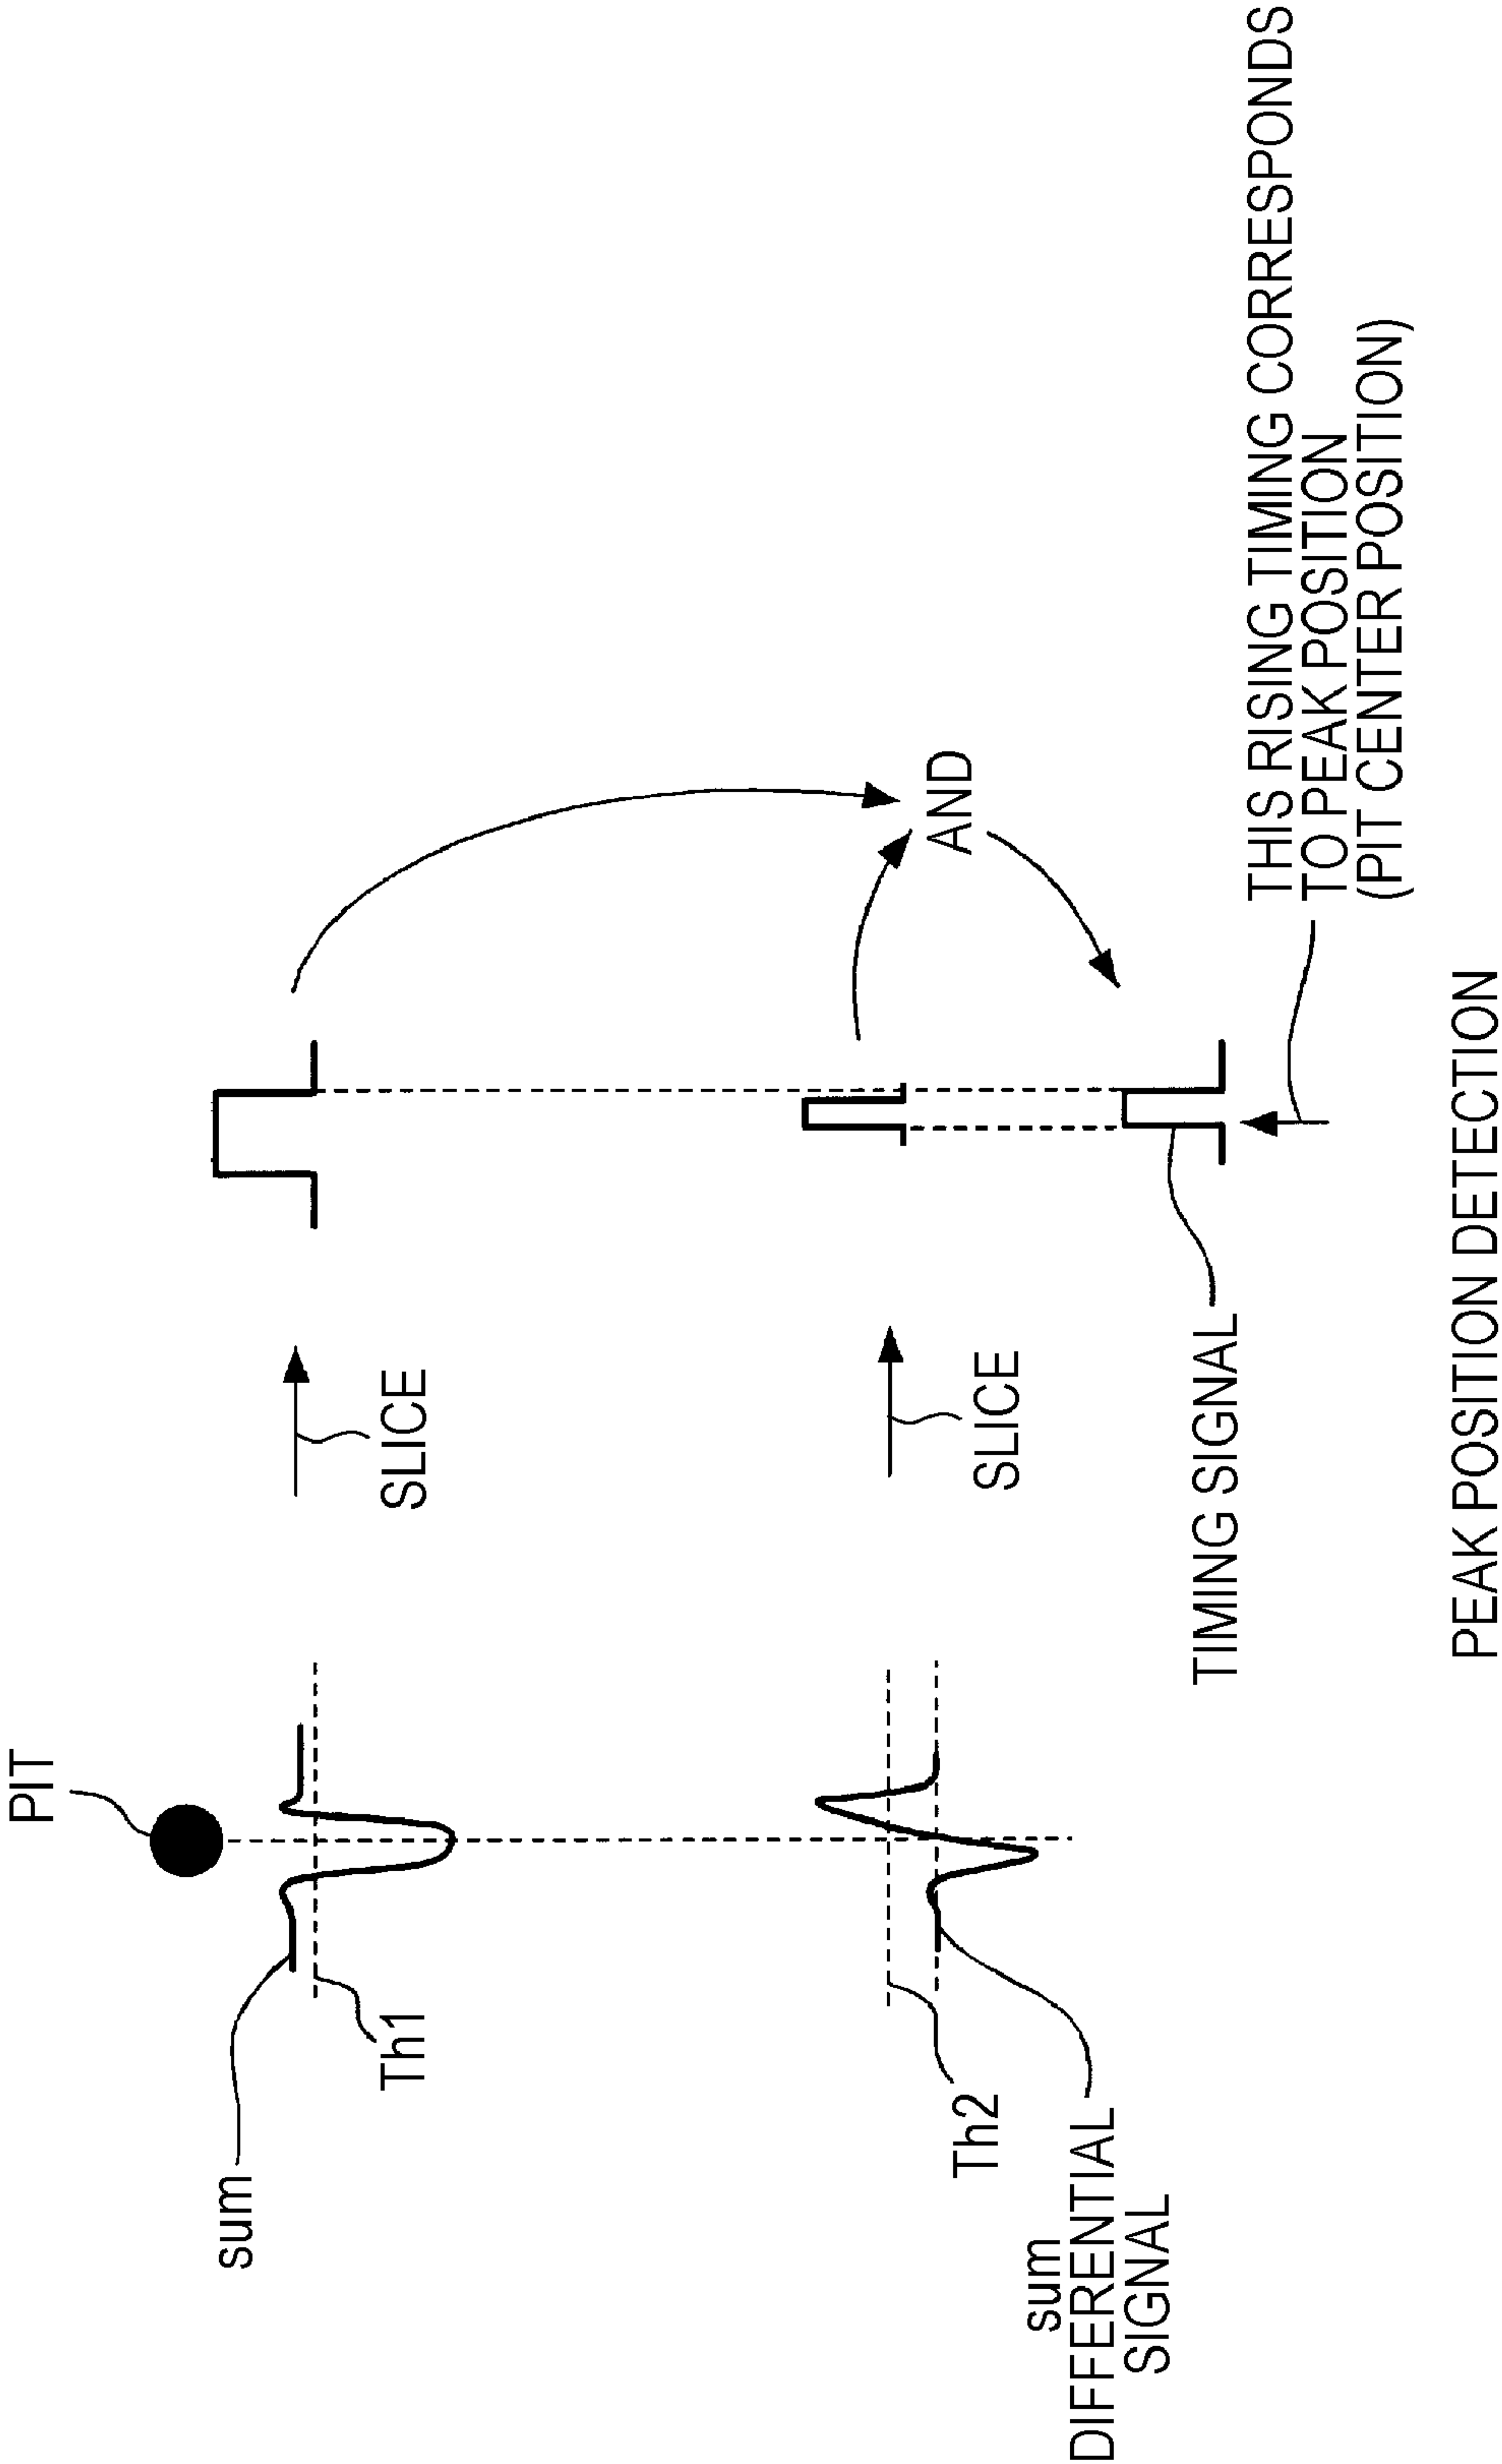 PIT
sum
Th1
SLICE
AND
Th2
sum
DIFFERENTIAL
SIGNAL
SLICE
TIMING SIGNAL
THIS RISING TIMING CORRESPONDS
TO PEAK POSITION
(PIT CENTER POSITION)
PEAK POSITION DETECTION